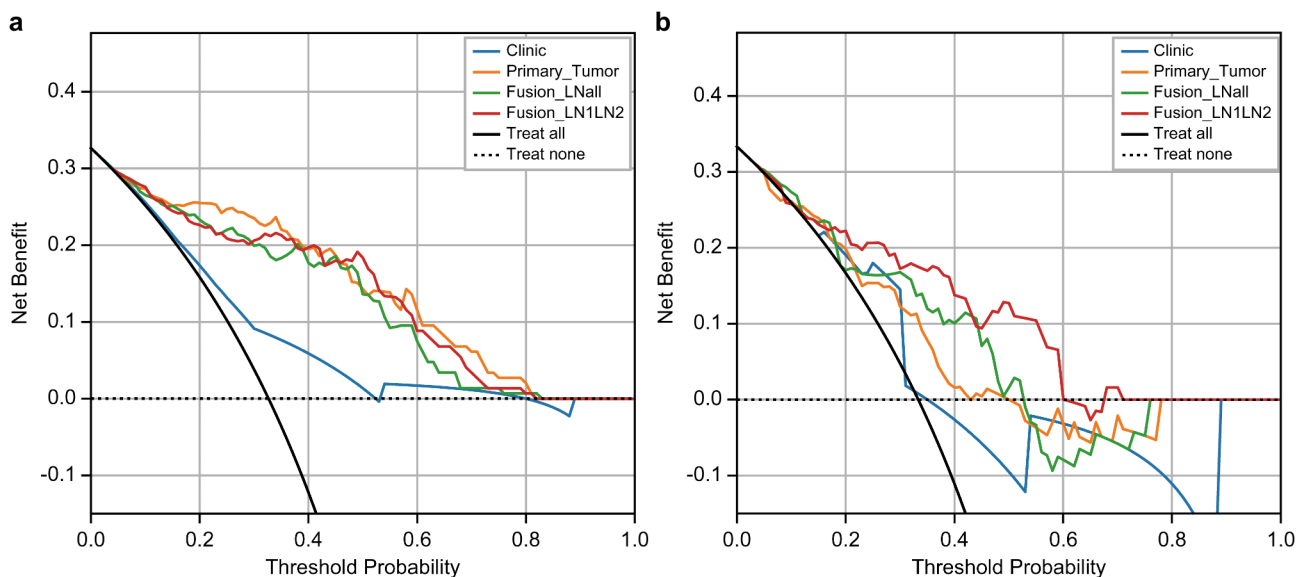 a
Net Benefit
0.4
0.3
0.2
0.1
0.0
-0.1
0.0 0.2 0.4 0.6 0.8 1.0
Threshold Probability
Clinic
Primary_Tumor
Fusion_LNall
Fusion_LN1LN2
Treat all
Treat none
b
Net Benefit
0.4
0.3
0.2
0.1
0.0
-0.1
0.0 0.2 0.4 0.6 0.8 1.0
Threshold Probability
Clinic
Primary_Tumor
Fusion_LNall
Fusion_LN1LN2
Treat all
Treat none